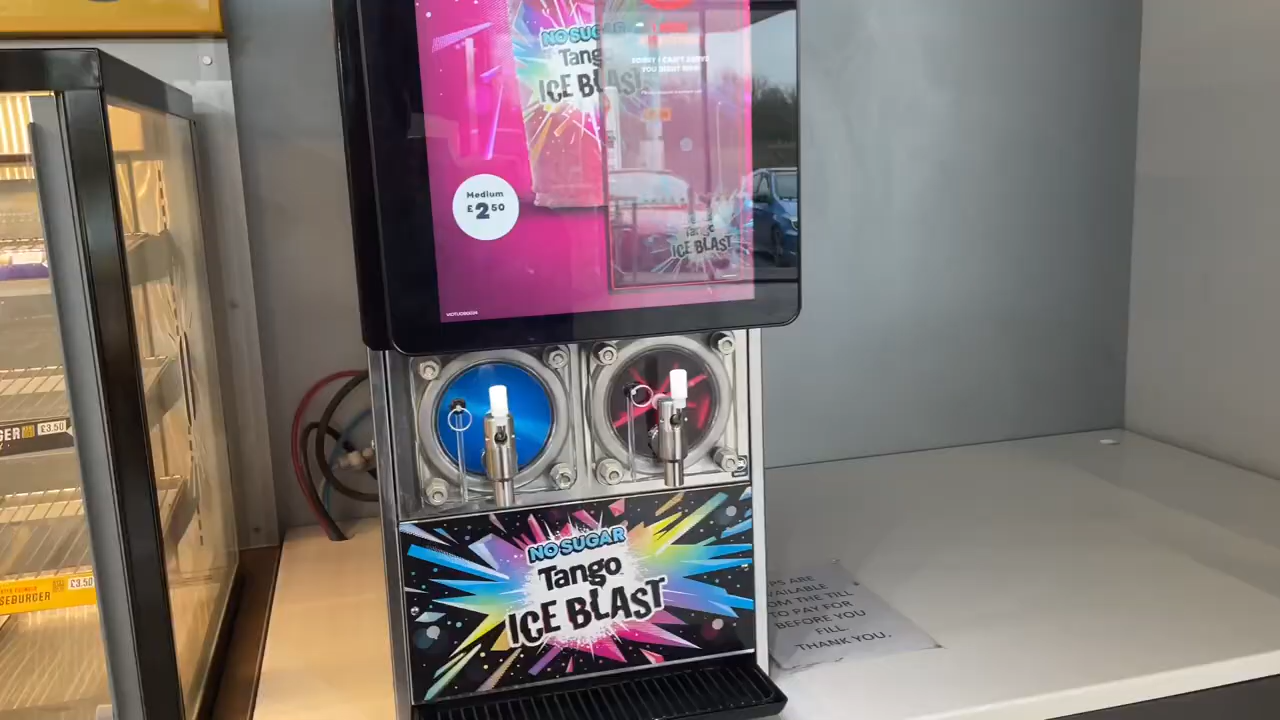 NO SUGAR
Tango
ICE BLAST
SORRY I CAN'T SERVE
YOU RIGHT NOW
Medium
£2 50
Tango
ICE BLAST
£3.50
£3.50
SEBURGER
NO SUGAR
Tango
ICE BLAST
PS ARE
AVAILABLE
OM THE TILL
TO PAY FOR
BEFORE YOU
FILL.
THANK YOU.